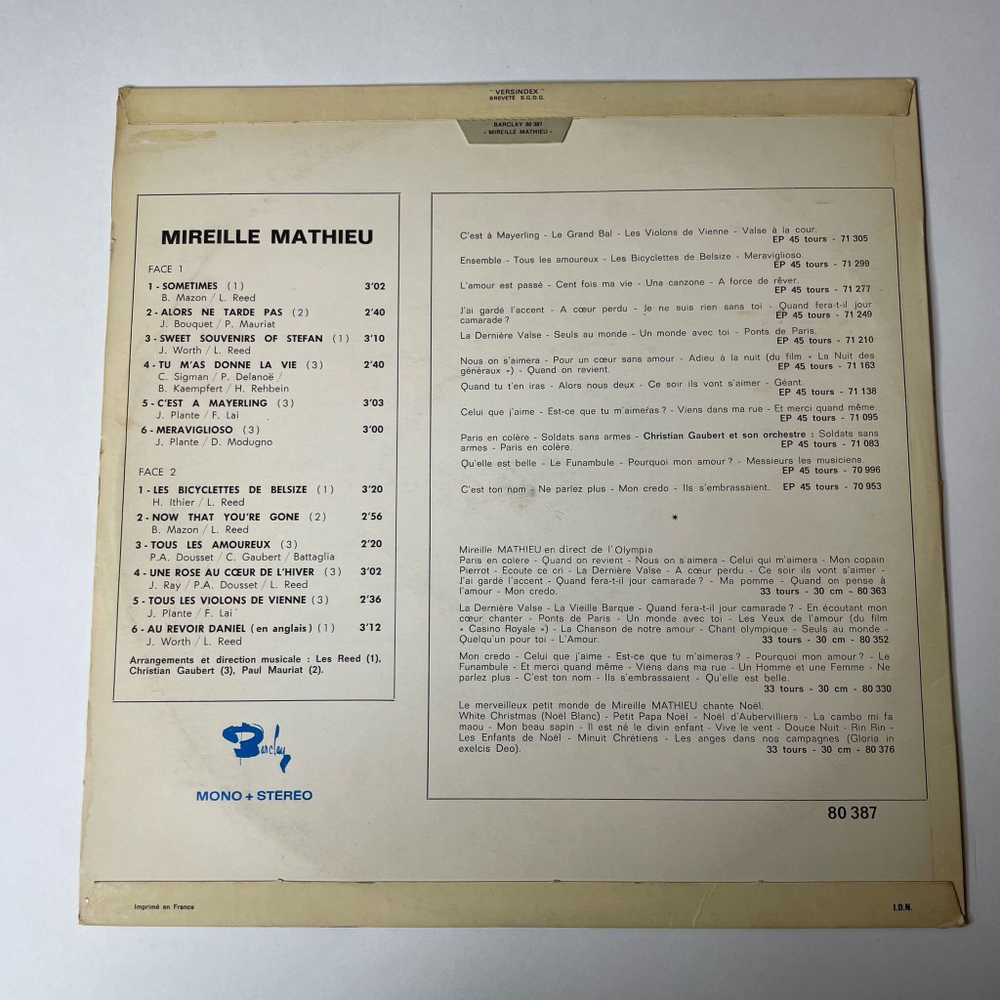 " VERSINDEX "
BREVETÉ S.G.D.G.
BARCLAY 80 387
- MIREILLE MATHIEU -
MIREILLE MATHIEU
FACE 1
1 - SOMETIMES (1) 3'02
B. Mazon / L. Reed
2 - ALORS NE TARDE PAS (2) 2'40
J. Bouquet / P. Mauriat
3 - SWEET SOUVENIRS OF STEFAN (1) 3'10
J. Worth / L. Reed
4 - TU M'AS DONNE LA VIE (3) 2'40
C. Sigman / P. Delanoë /
B. Kaempfert / H. Rehbein
5 - C'EST A MAYERLING (3) 3'03
J. Plante / F. Lai
6 - MERAVIGLIOSO (3) 3'00
J. Plante / D. Modugno
FACE 2
1 - LES BICYCLETTES DE BELSIZE (1) 3'20
H. Ithier / L. Reed
2 - NOW THAT YOU'RE GONE (2) 2'56
B. Mazon / L. Reed
3 - TOUS LES AMOUREUX (3) 2'20
P.A. Dousset / C. Gaubert / Battaglia
4 - UNE ROSE AU CŒUR DE L'HIVER (3) 3'02
J. Ray / P.A. Dousset / L. Reed
5 - TOUS LES VIOLONS DE VIENNE (3) 2'36
J. Plante / F. Lai
6 - AU REVOIR DANIEL (en anglais) (1) 3'12
J. Worth / L. Reed
Arrangements et direction musicale : Les Reed (1),
Christian Gaubert (3), Paul Mauriat (2).
Barclay
MONO + STEREO
C'est à Mayerling - Le Grand Bal - Les Violons de Vienne - Valse à la cour.
EP 45 tours - 71 305
Ensemble - Tous les amoureux - Les Bicyclettes de Belsize - Meraviglioso.
EP 45 tours - 71 299
L'amour est passé - Cent fois ma vie - Una canzone - A force de rêver.
EP 45 tours - 71 277
J'ai gardé l'accent - A cœur perdu - Je ne suis rien sans toi - Quand fera-t-il jour
camarade ? EP 45 tours - 71 249
La Dernière Valse - Seuls au monde - Un monde avec toi - Ponts de Paris.
EP 45 tours - 71 210
Nous on s'aimera - Pour un cœur sans amour - Adieu à la nuit (du film « La Nuit des
généraux ») - Quand on revient. EP 45 tours - 71 163
Quand tu t'en iras - Alors nous deux - Ce soir ils vont s'aimer - Géant.
EP 45 tours - 71 138
Celui que j'aime - Est-ce que tu m'aimeras ? - Viens dans ma rue - Et merci quand même.
EP 45 tours - 71 095
Paris en colère - Soldats sans armes - Christian Gaubert et son orchestre : Soldats sans
armes - Paris en colère. EP 45 tours - 71 083
Qu'elle est belle - Le Funambule - Pourquoi mon amour ? - Messieurs les musiciens.
EP 45 tours - 70 996
C'est ton nom - Ne parlez plus - Mon credo - Ils s'embrassaient. EP 45 tours - 70 953
*
Mireille MATHIEU en direct de l'Olympia
Paris en colere - Quand on revient - Nous on s'aimera - Celui qui m'aimera - Mon copain
Pierrot - Ecoute ce cri - La Dernière Valse - A cœur perdu - Ce soir ils vont s'aimer -
J'ai gardé l'accent - Quand fera-t-il jour camarade ? - Ma pomme - Quand on pense à
l'amour - Mon credo. 33 tours - 30 cm - 80 363
La Dernière Valse - La Vieille Barque - Quand fera-t-il jour camarade ? - En écoutant mon
cœur chanter - Ponts de Paris - Un monde avec toi - Les Yeux de l'amour (du film
« Casino Royale ») - La Chanson de notre amour - Chant olympique - Seuls au monde -
Quelqu'un pour toi - L'Amour. 33 tours - 30 cm - 80 352
Mon credo - Celui que j'aime - Est-ce que tu m'aimeras ? - Pourquoi mon amour ? - Le
Funambule - Et merci quand même - Viens dans ma rue - Un Homme et une Femme - Ne
parlez plus - C'est ton nom - Ils s'embrassaient - Qu'elle est belle.
33 tours - 30 cm - 80 330
Le merveilleux petit monde de Mireille MATHIEU chante Noël.
White Christmas (Noël Blanc) - Petit Papa Noël - Noël d'Aubervilliers - La cambo mi fa
maou - Mon beau sapin - Il est né le divin enfant - Vive le vent - Douce Nuit - Rin Rin -
Les Enfants de Noël - Minuit Chrétiens - Les anges dans nos campagnes (Gloria in
exelcis Deo). 33 tours - 30 cm - 80 376
80 387
Imprimé en France
I.D.N.